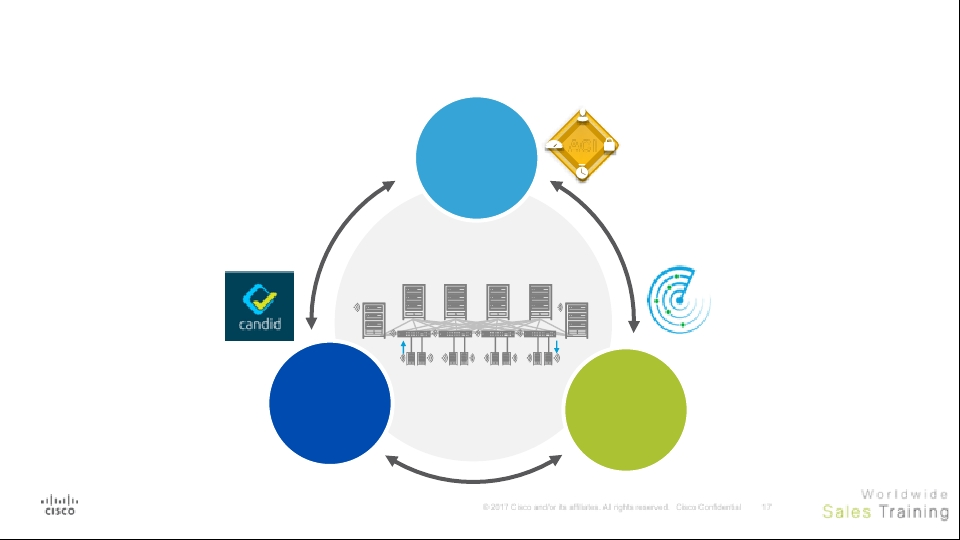 ACI
candid
CISCO
© 2017 Cisco and/or its affiliates. All rights reserved. Cisco Confidential
17
Worldwide
Sales Training